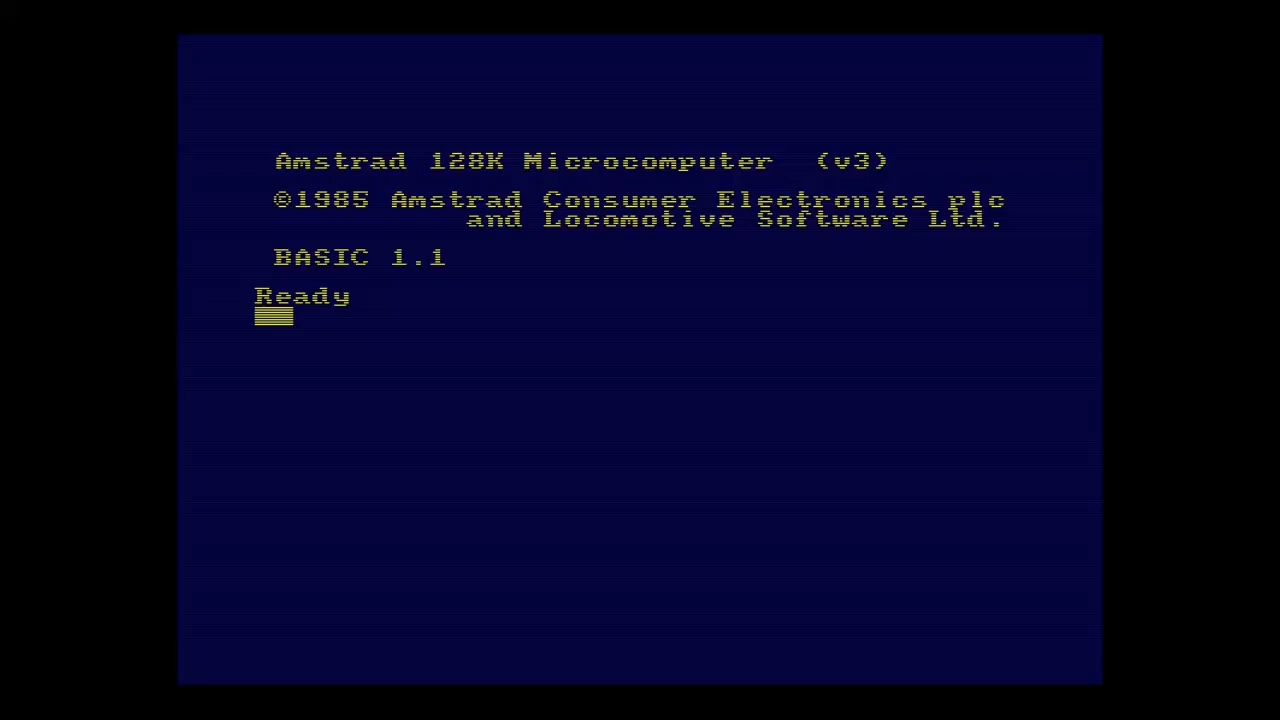 Amstrad 128K Microcomputer  (v3)
©1985 Amstrad Consumer Electronics plc
and Locomotive Software Ltd.
BASIC 1.1
Ready